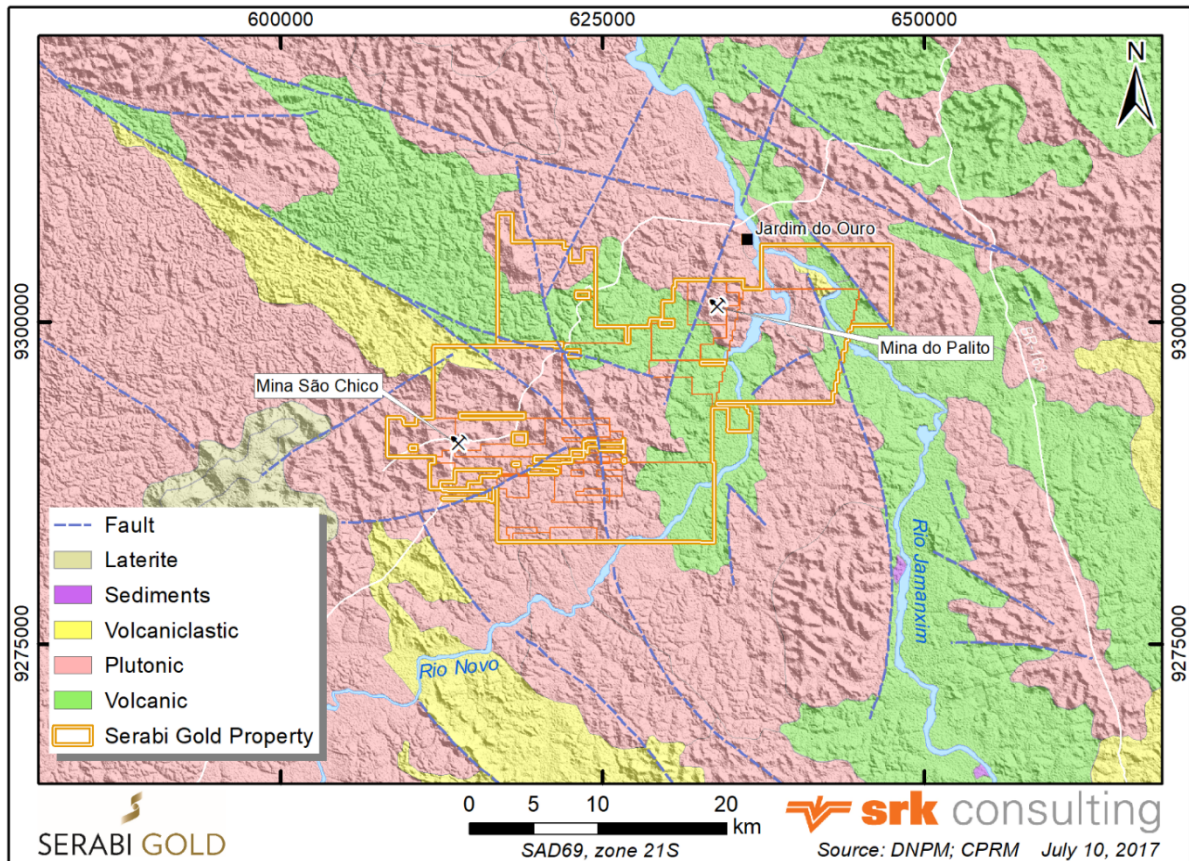 600000
625000
650000
9300000
9275000
9300000
9275000
N
Jardim do Ouro
Mina do Palito
Mina São Chico
BR 163
Rio Jamanxim
Rio Novo
Fault
Laterite
Sediments
Volcaniclastic
Plutonic
Volcanic
Serabi Gold Property
SERABI GOLD
0 5 10 20
km
SAD69, zone 21S
srk consulting
Source: DNPM; CPRM July 10, 2017